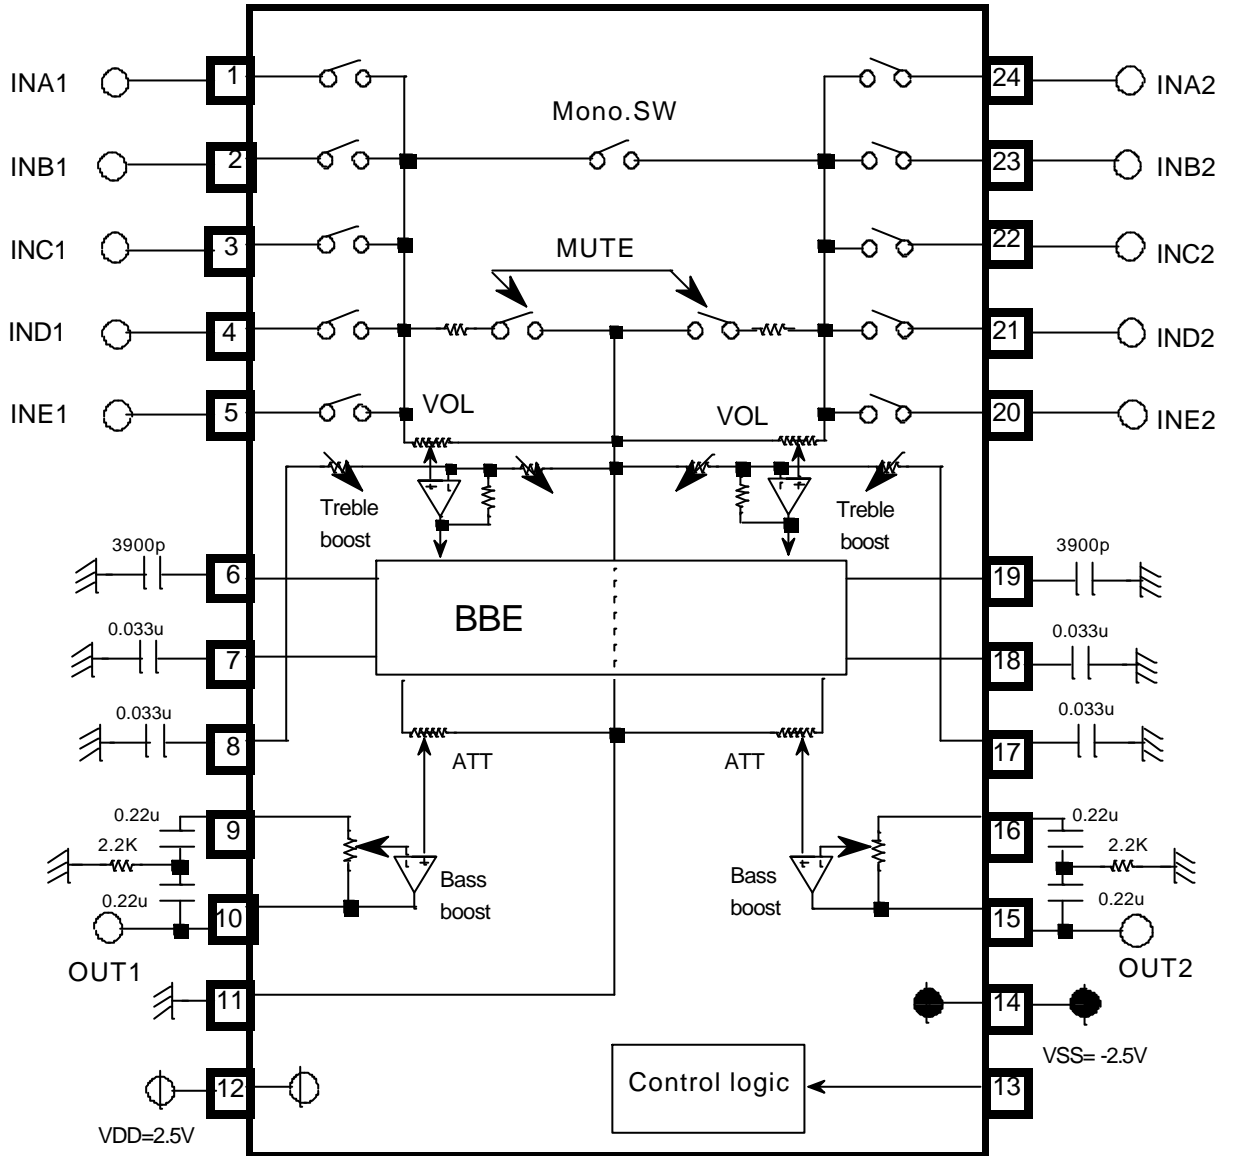 INA1
1
24
INA2
Mono.SW
INB1
2
23
INB2
INC1
3
MUTE
22
INC2
IND1
4
21
IND2
INE1
5
VOL
VOL
20
INE2
Treble
boost
Treble
boost
3900p
6
19
3900p
BBE
0.033u
7
18
0.033u
0.033u
8
ATT
ATT
17
0.033u
0.22u
9
16
0.22u
2.2K
2.2K
Bass
boost
Bass
boost
0.22u
10
15
0.22u
OUT1
OUT2
11
14
VSS= -2.5V
12
Control logic
13
VDD=2.5V